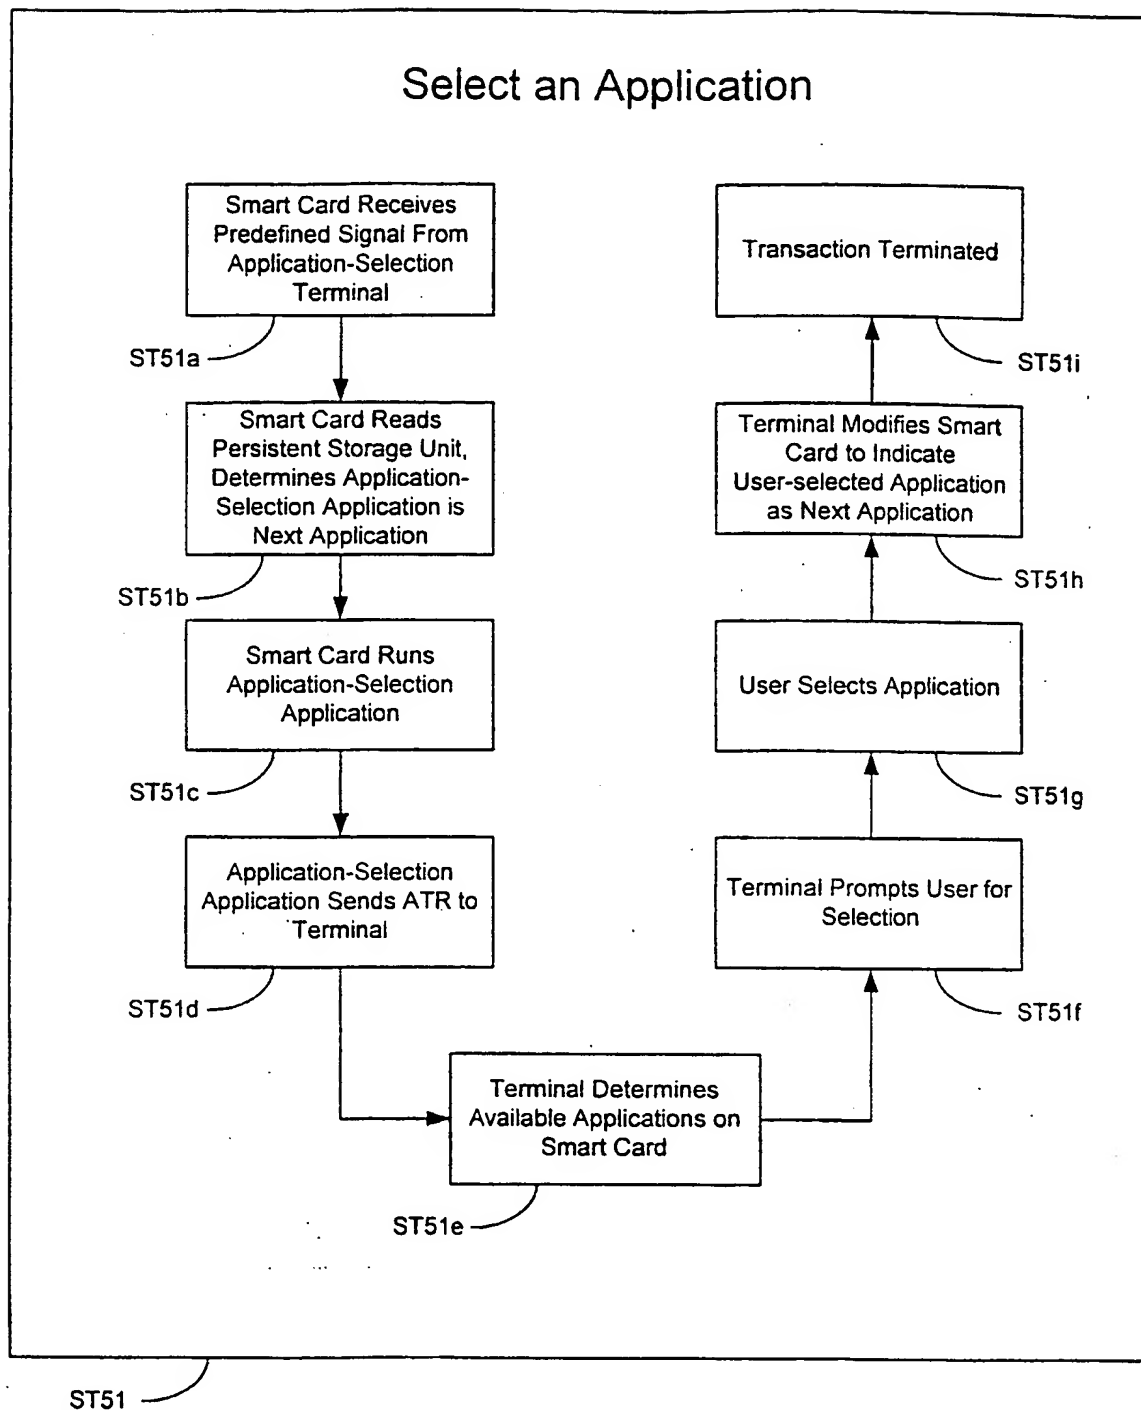 Select an Application
Smart Card Receives
Predefined Signal From
Application-Selection
Terminal
ST51a
Smart Card Reads
Persistent Storage Unit,
Determines Application-
Selection Application is
Next Application
ST51b
Smart Card Runs
Application-Selection
Application
ST51c
Application-Selection
Application Sends ATR to
Terminal
ST51d
Terminal Determines
Available Applications on
Smart Card
ST51e
Terminal Prompts User for
Selection
ST51f
User Selects Application
ST51g
Terminal Modifies Smart
Card to Indicate
User-selected Application
as Next Application
ST51h
Transaction Terminated
ST51i
ST51